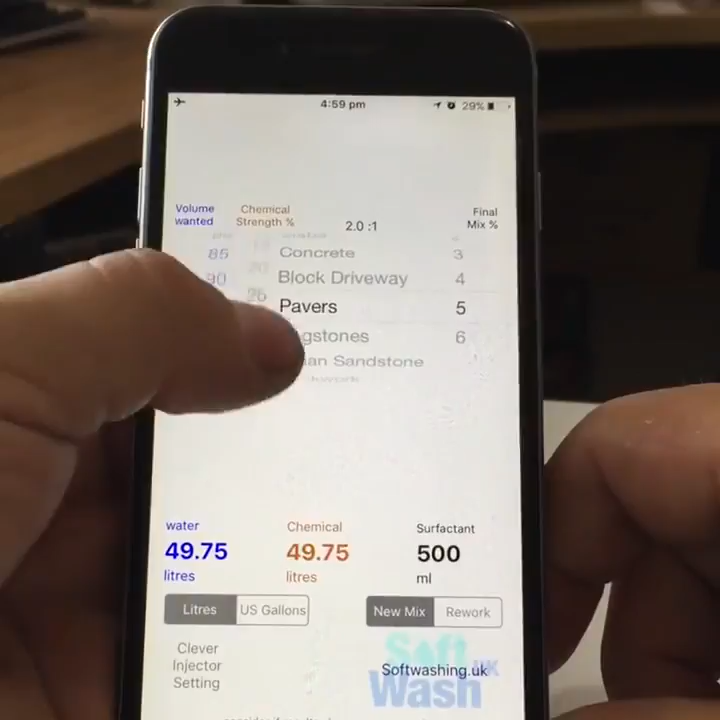 4:59 pm
29%
Volume wanted
Chemical Strength %
2.0 :1
Final Mix %
85
Concrete
3
90
Block Driveway
4
Pavers
5
6
Sandstone
water
Chemical
Surfactant
49.75
49.75
500
litres
litres
ml
Litres
US Gallons
New Mix
Rework
Clever
Injector
Setting
Soft
UK
Softwashing.uk
Wash